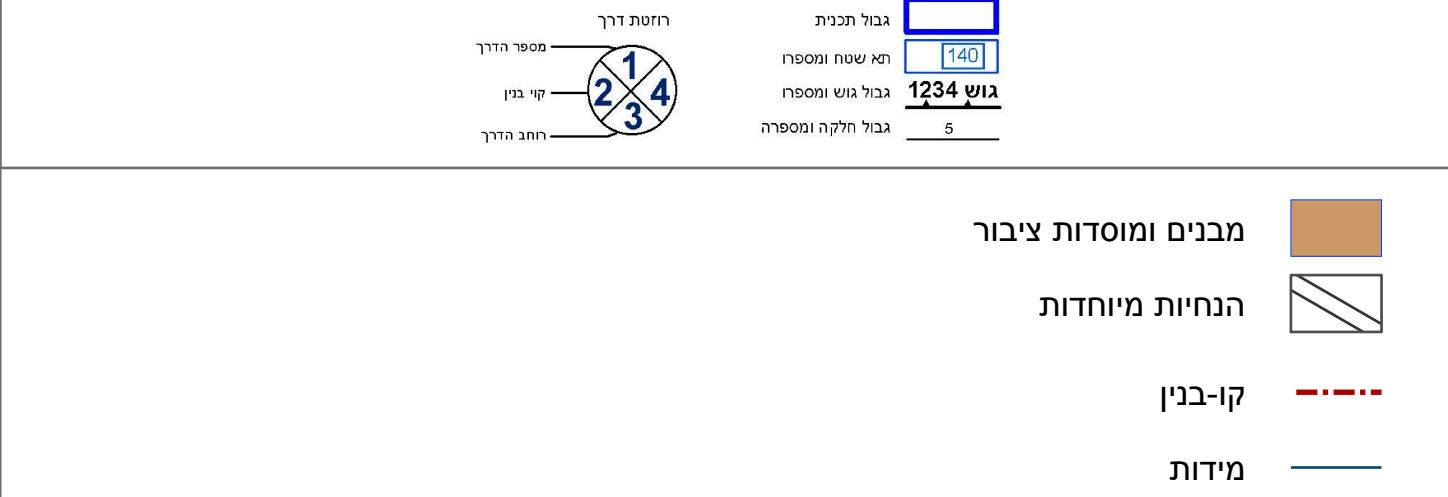 גבול תכנית
140
תא שטח ומספרו
גוש 1234
גבול גוש ומספרו
5
גבול חלקה ומספרה
רוזטת דרך
מספר הדרך
קוי בנין
רוחב הדרך
1
2
4
3
מבנים ומוסדות ציבור
הנחיות מיוחדות
קו-בנין
מידות